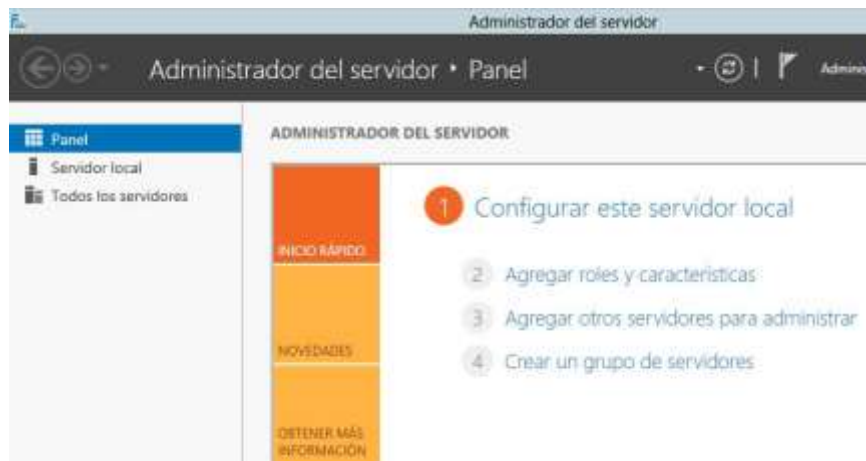 Administrador del servidor
Administrador del servidor • Panel
Panel
Servidor local
Todos los servidores
ADMINISTRADOR DEL SERVIDOR
INICIO RÁPIDO
NOVEDADES
OBTENER MÁS
INFORMACIÓN
1 Configurar este servidor local
2 Agregar roles y características
3 Agregar otros servidores para administrar
4 Crear un grupo de servidores